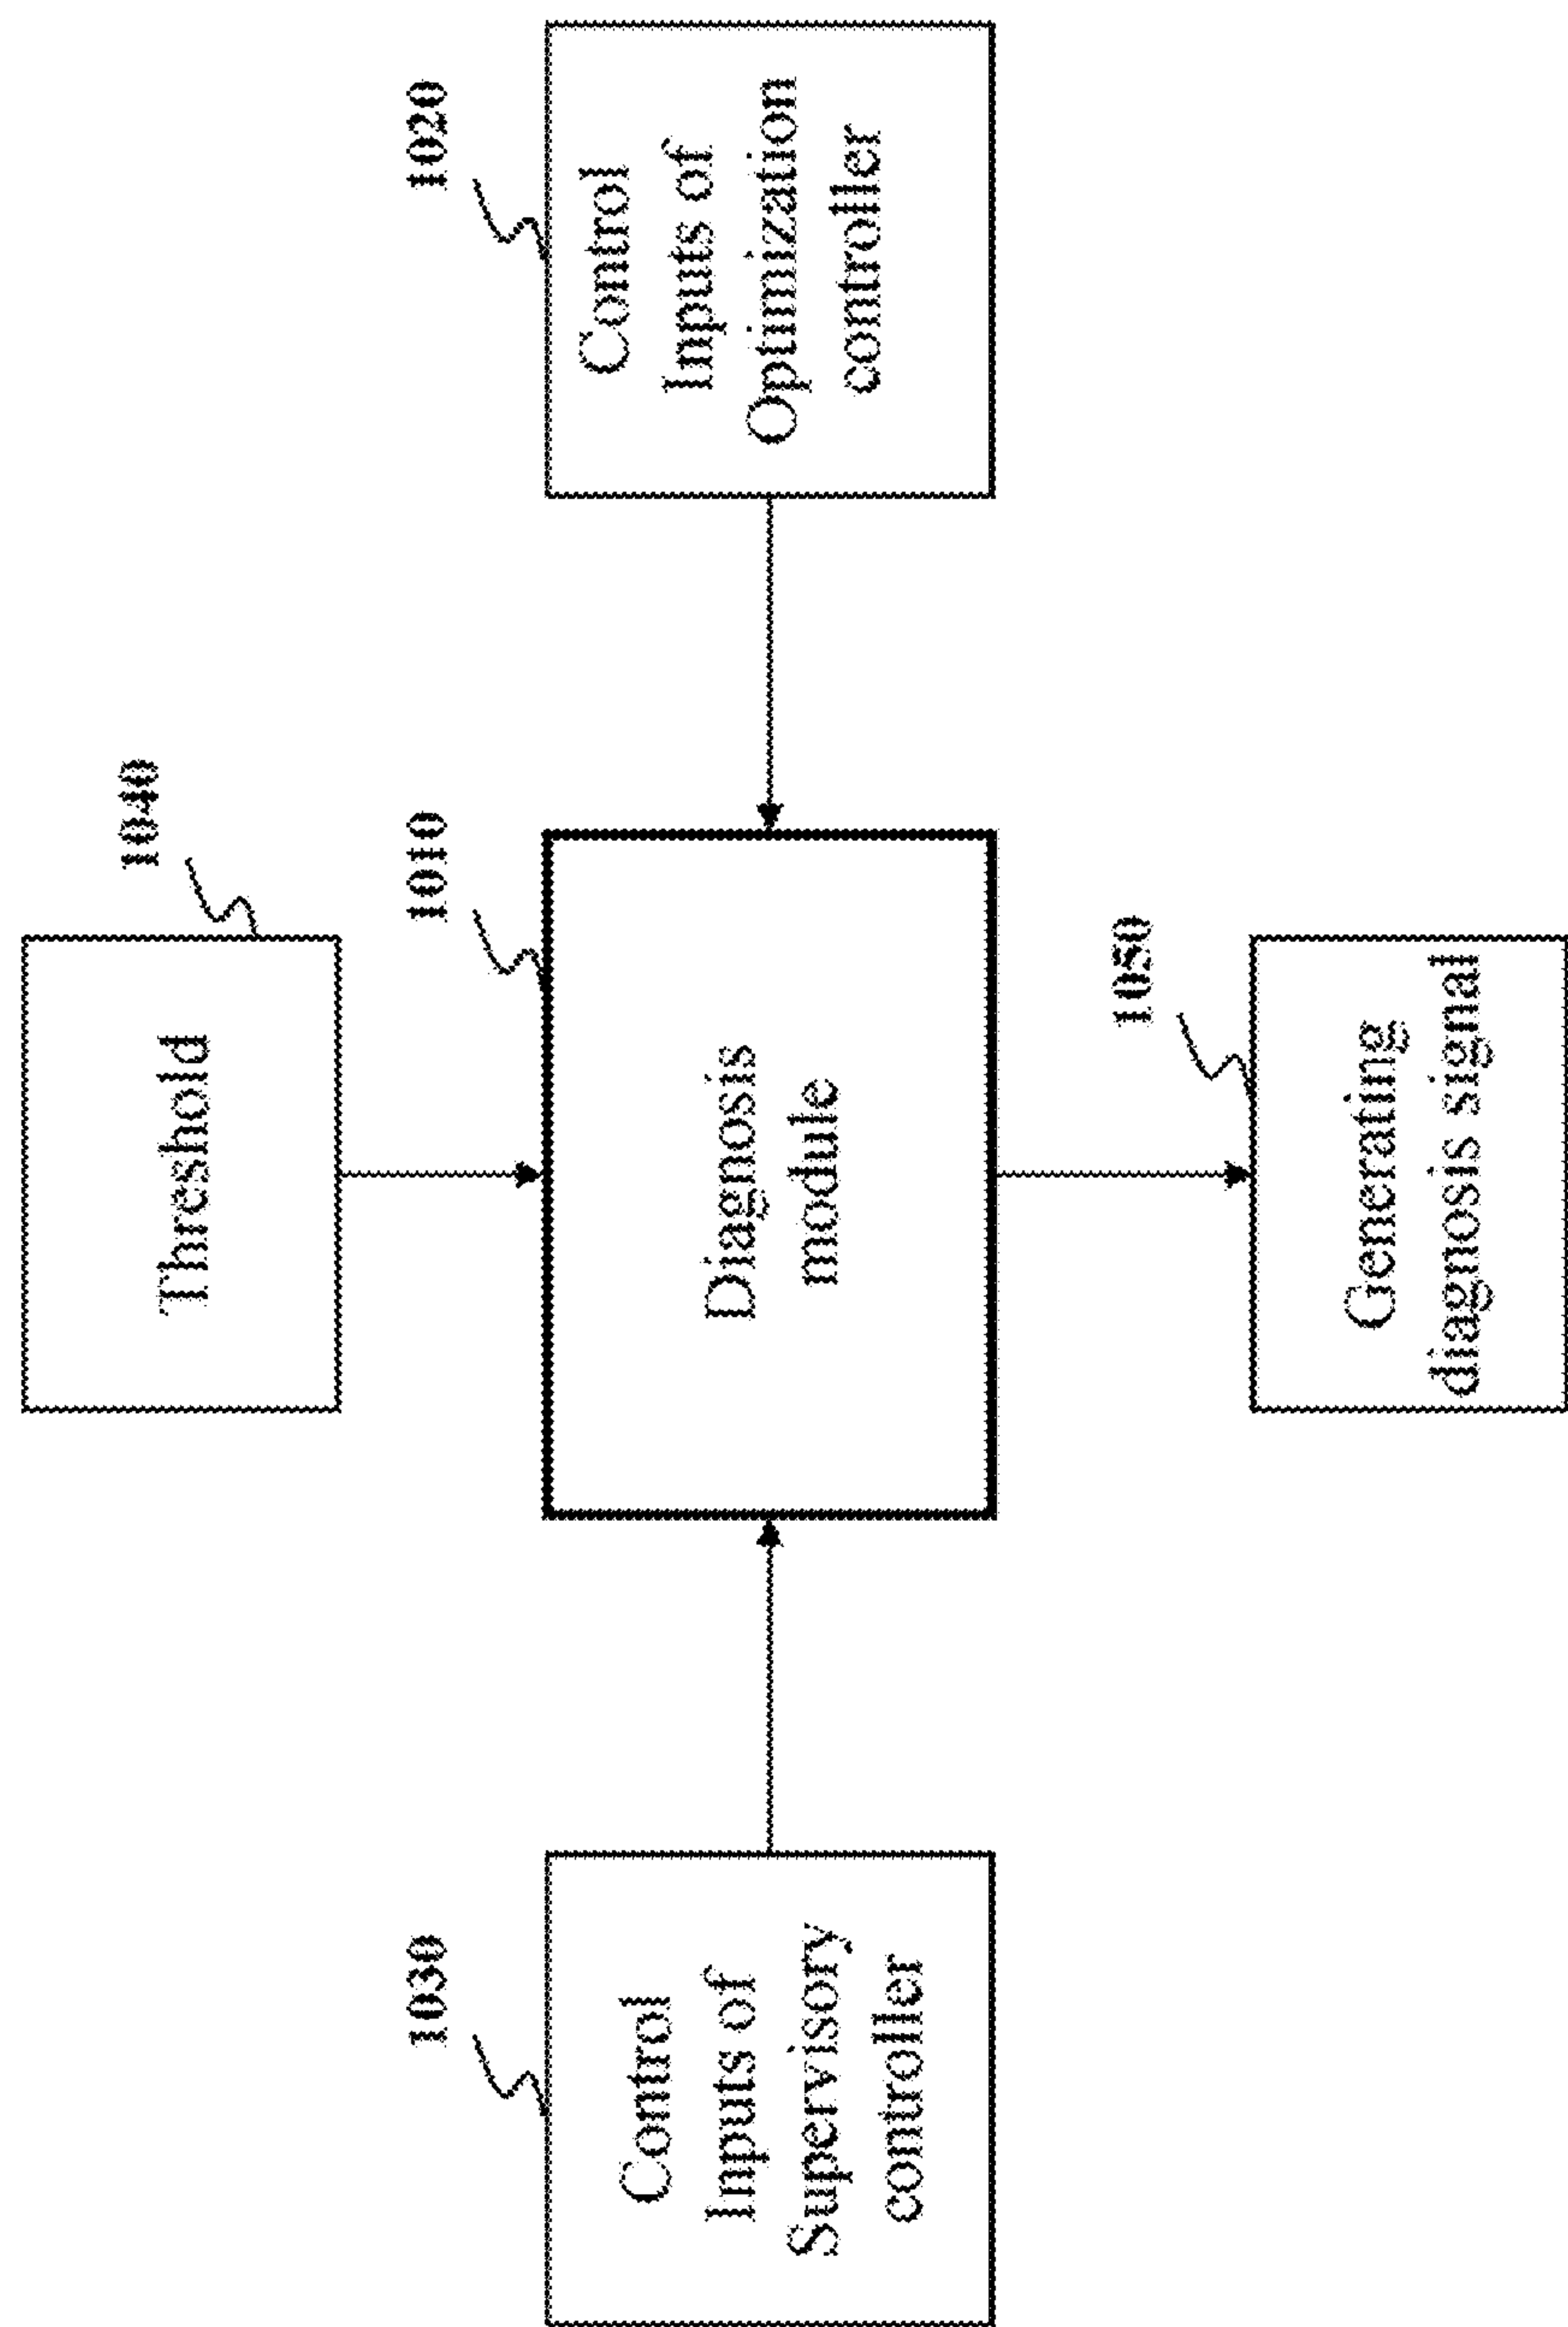 1040
Threshold
1030
Control
Inputs of
Supervisory
controller
1010
Diagnosis
module
1020
Control
Inputs of
Optimization
controller
1050
Generating
diagnosis signal